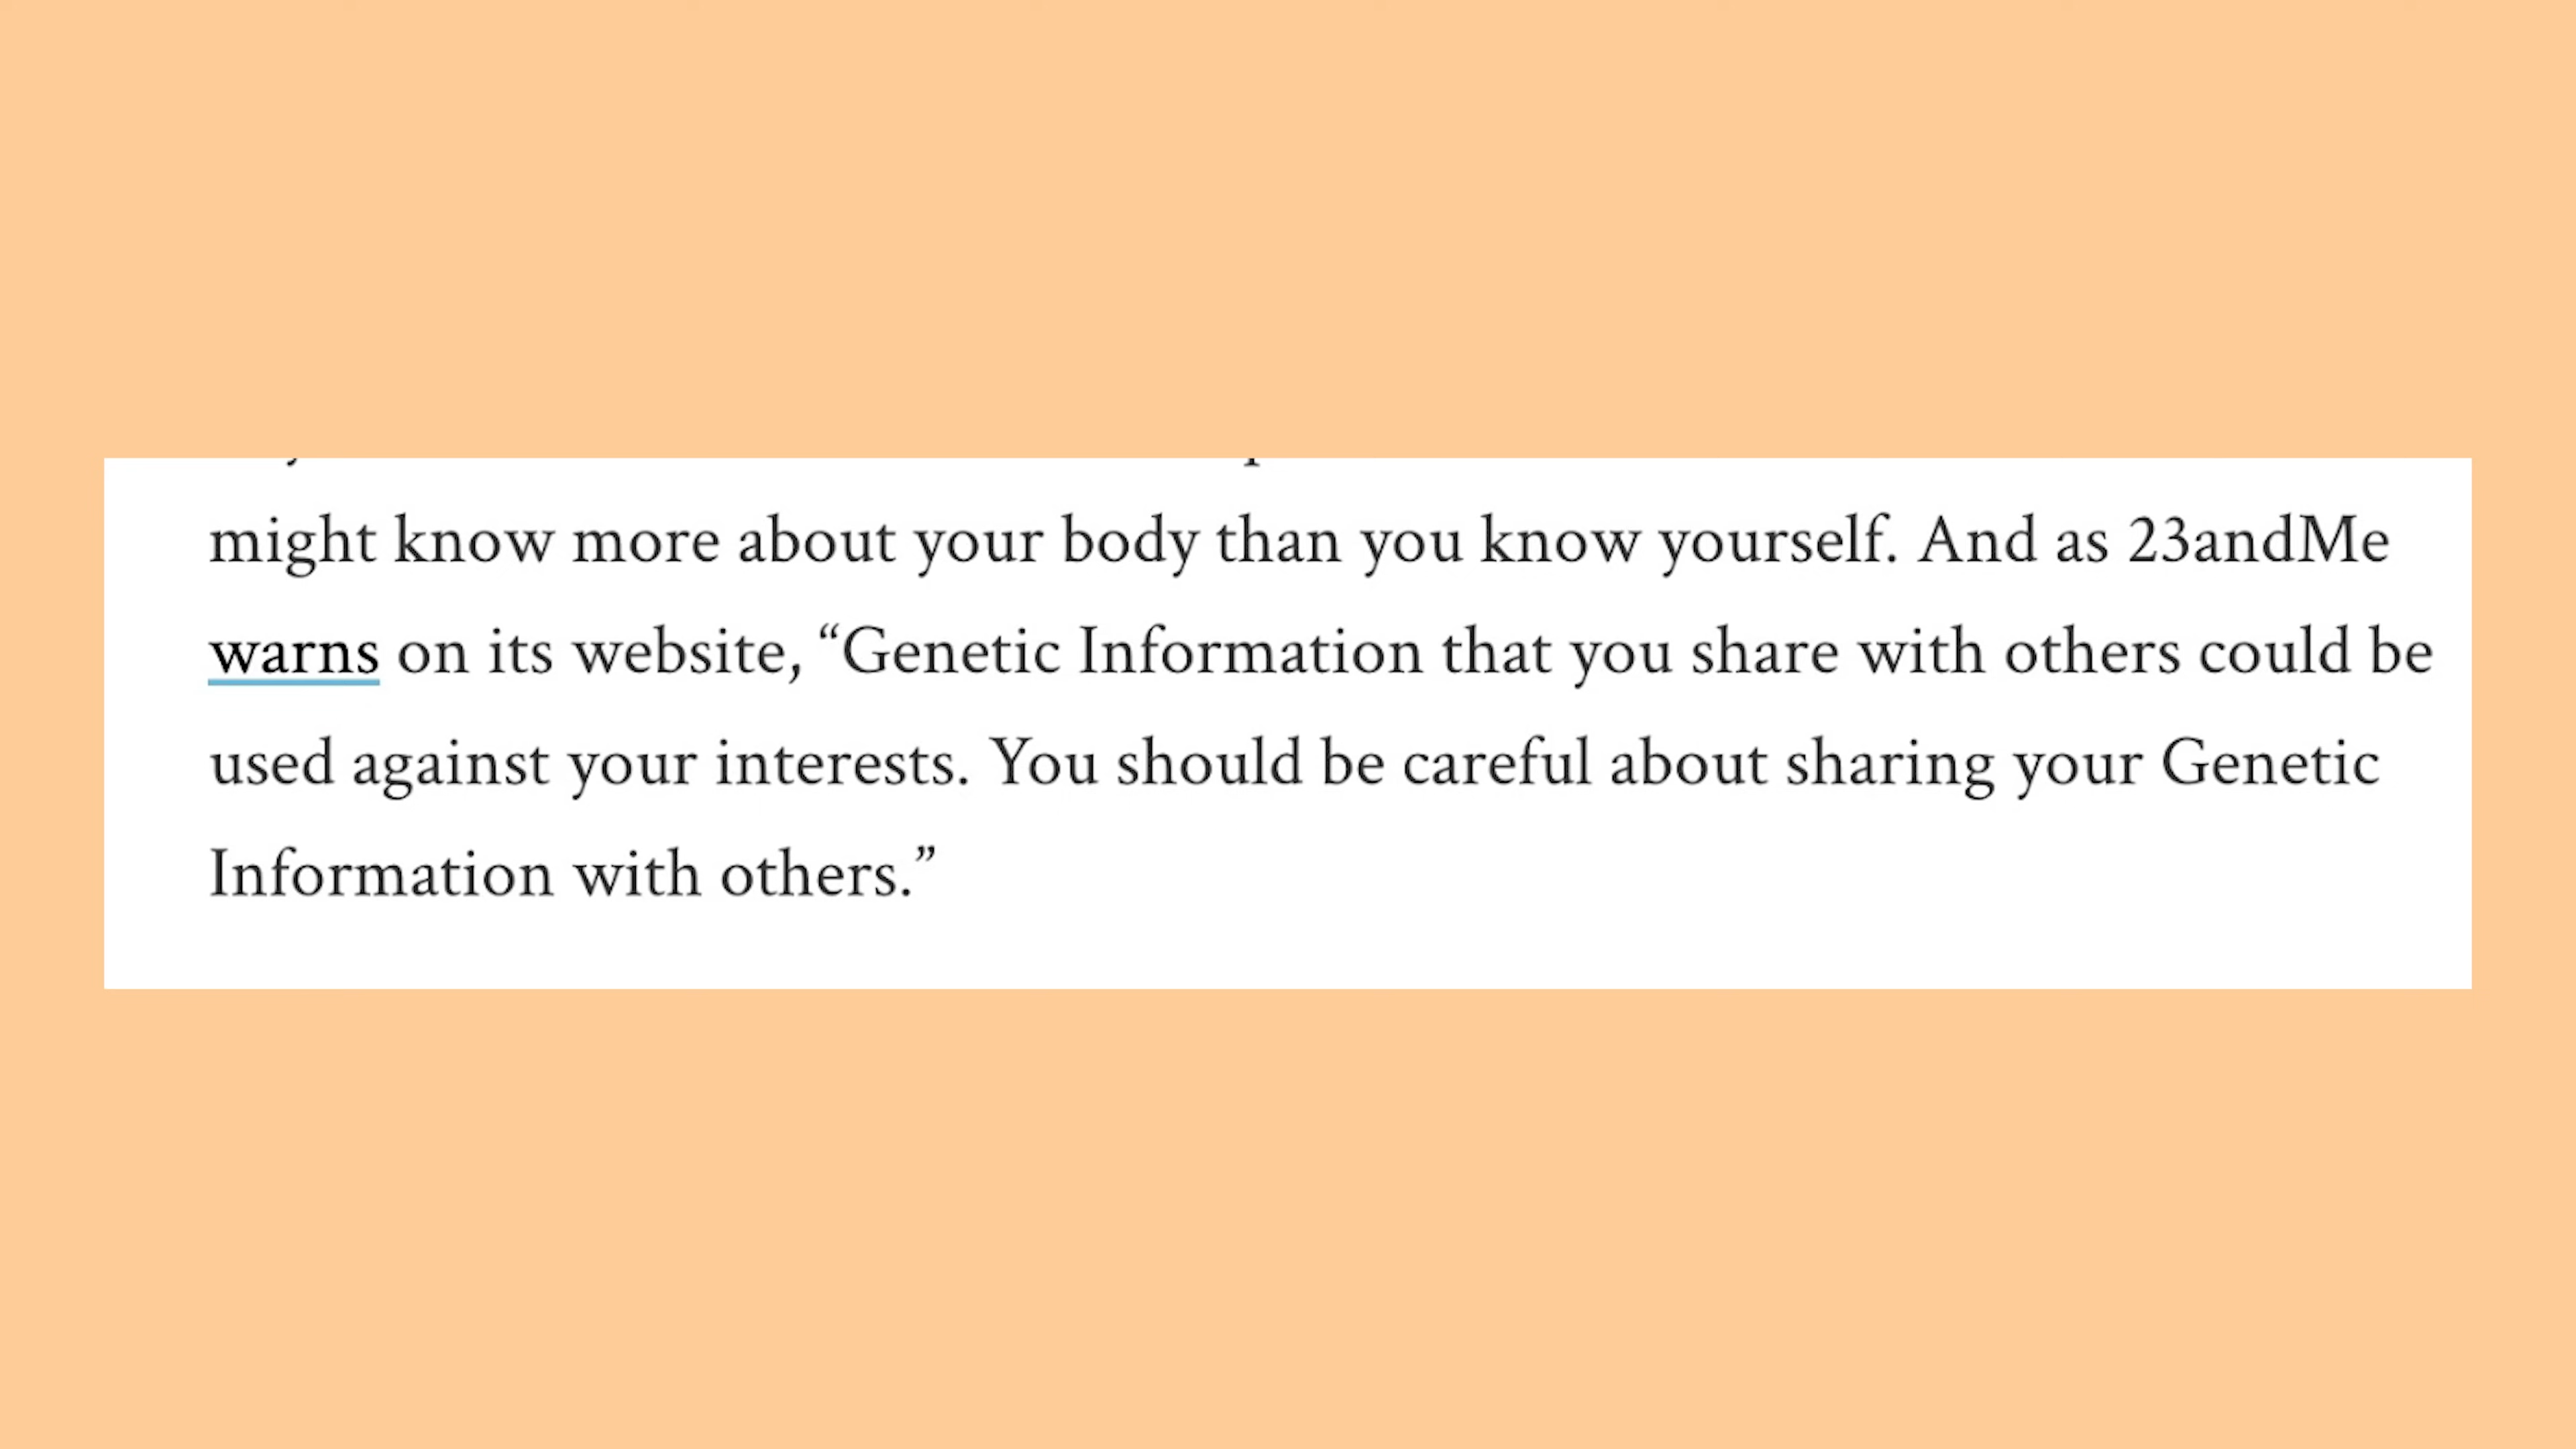 might know more about your body than you know yourself. And as 23andMe
warns on its website, “Genetic Information that you share with others could be
used against your interests. You should be careful about sharing your Genetic
Information with others.”